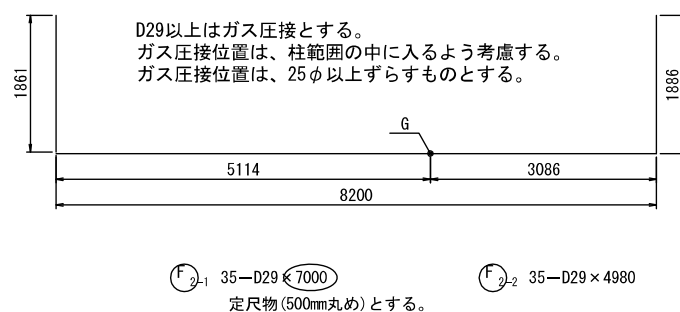 D29以上はガス圧接とする。
ガス圧接位置は、柱範囲の中に入るよう考慮する。
ガス圧接位置は、25φ以上ずらすものとする。
1861
1886
G
5114
3086
8200
F2-1 35-D29×7000
F2-2 35-D29×4980
定尺物(500mm丸め)とする。